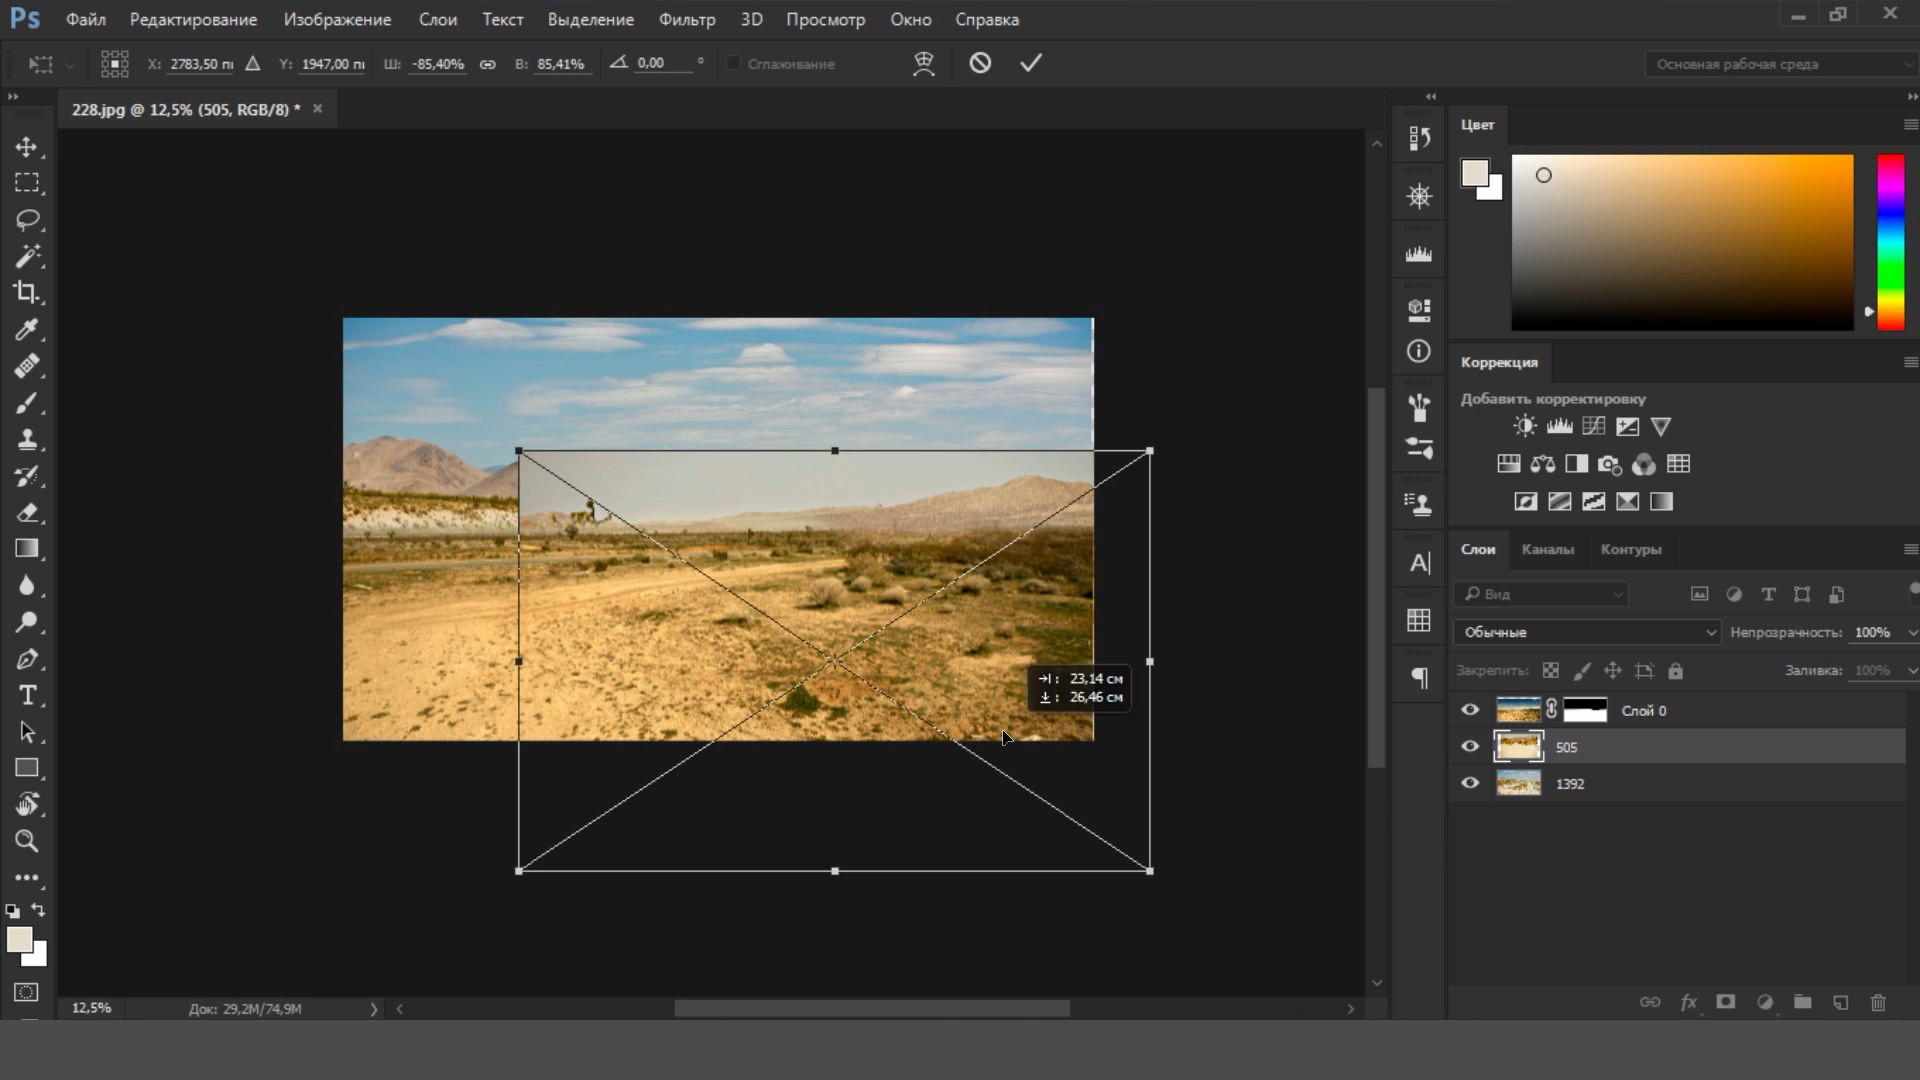 Ps Файл Редактирование Изображение Слои Текст Выделение Фильтр 3D Просмотр Окно Справка
X: 2783,50 пі Y: 1947,00 пі Ш: -85,40% В: 85,41% 0,00 ° Сглаживание Основная рабочая среда
228.jpg @ 12,5% (505, RGB/8) * ×
Цвет
Коррекция
Добавить корректировку
Слои Каналы Контуры
Вид
Обычные Непрозрачность: 100%
Закрепить: Заливка: 100%
23,14 см
26,46 см
Слой 0
505
1392
fx
12,5% Док: 29,2M/74,9M